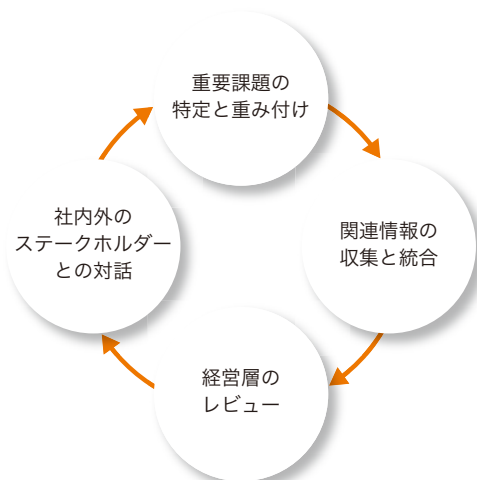 重要課題の
特定と重み付け
関連情報の
収集と統合
経営層の
レビュー
社内外の
ステークホルダー
との対話